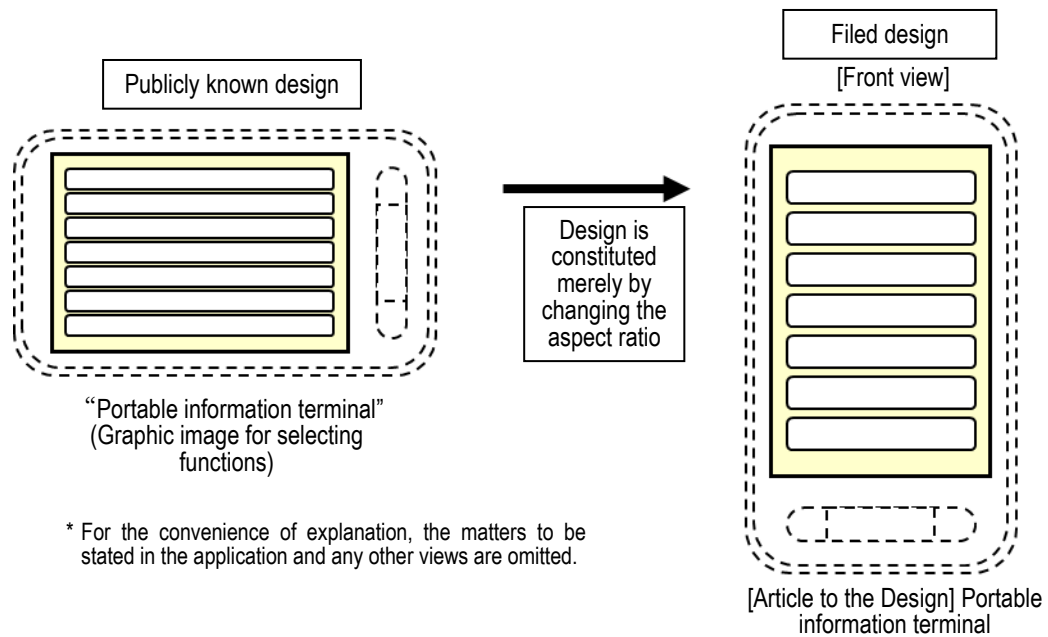 Publicly known design
“Portable information terminal”
(Graphic image for selecting
functions)
Design is
constituted
merely by
changing the
aspect ratio
Filed design
[Front view]
[Article to the Design] Portable
information terminal
* For the convenience of explanation, the matters to be
stated in the application and any other views are omitted.